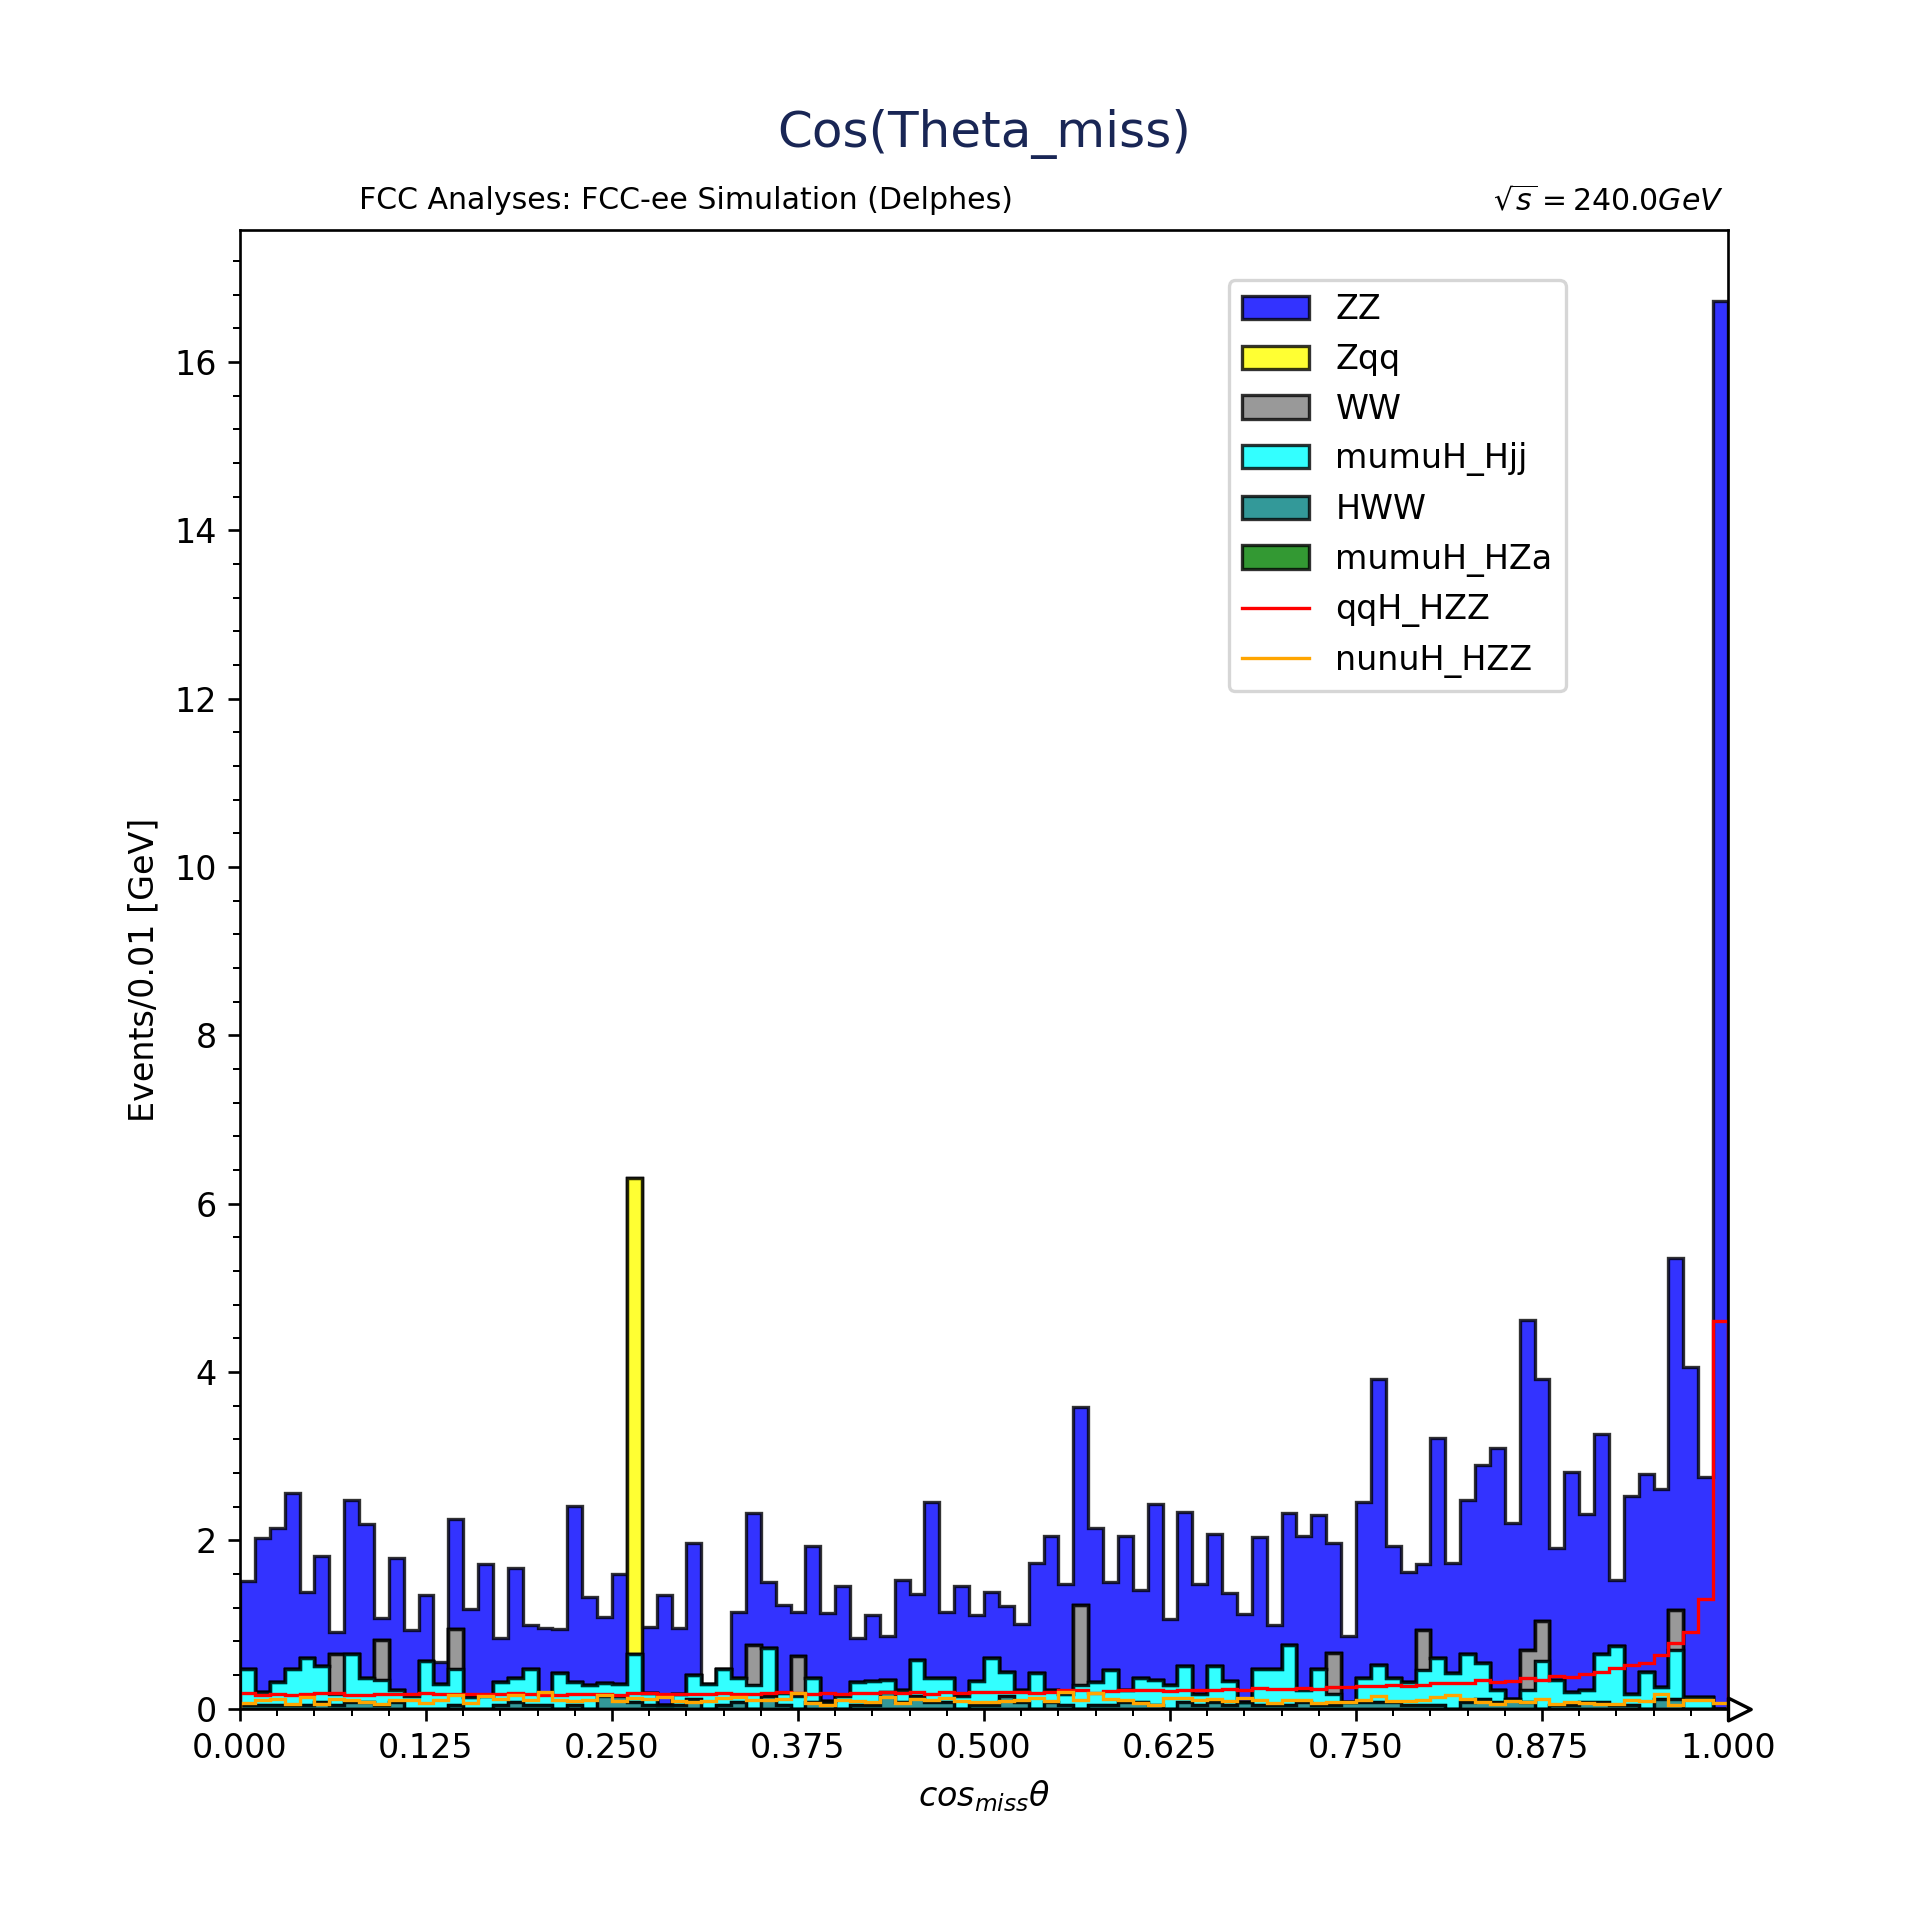 Cos(Theta_miss)
FCC Analyses: FCC-ee Simulation (Delphes)
√s = 240.0GeV
ZZ
Zqq
WW
mumuH_Hjj
HWW
mumuH_HZa
qqH_HZZ
nunuH_HZZ
Events/0.01 [GeV]
16
14
12
10
8
6
4
2
0
0.000 0.125 0.250 0.375 0.500 0.625 0.750 0.875 1.000
cos_miss θ